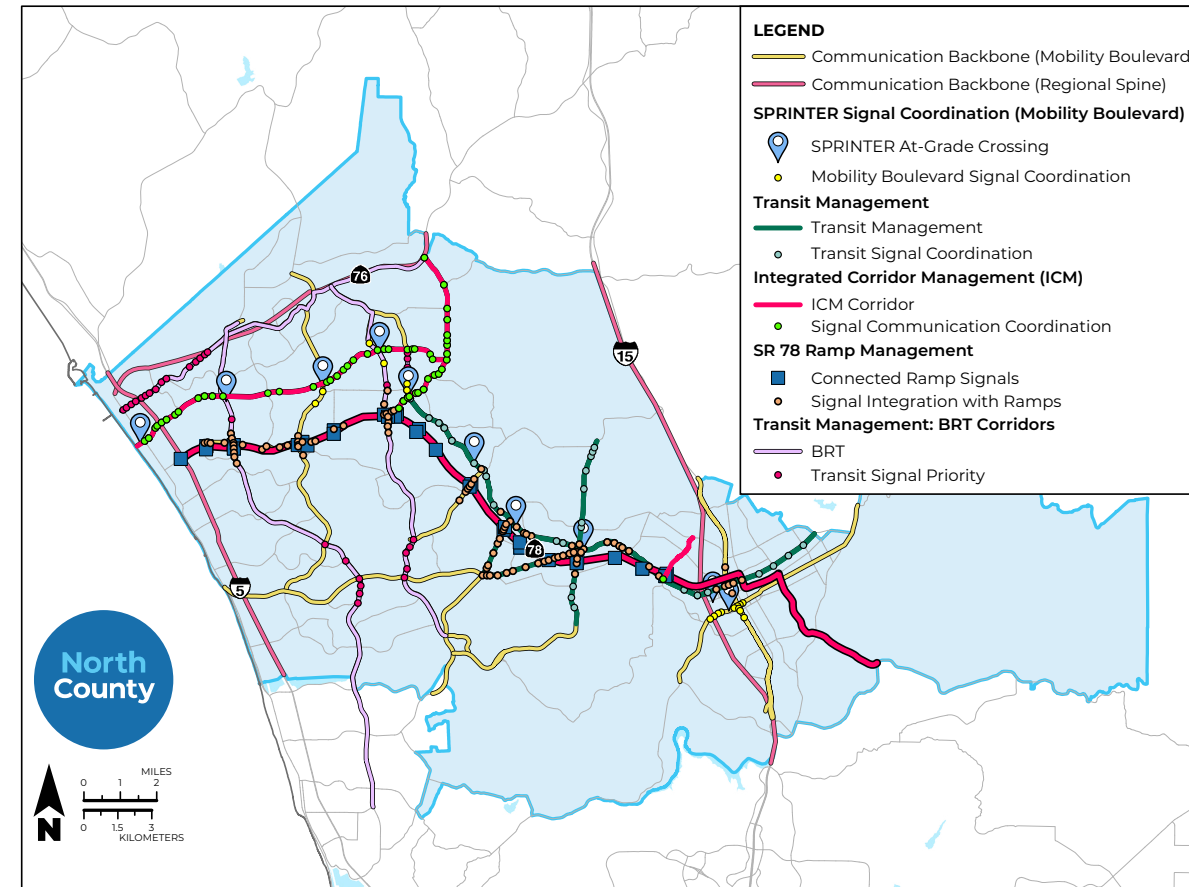 LEGEND
Communication Backbone (Mobility Boulevard
Communication Backbone (Regional Spine)
SPRINTER Signal Coordination (Mobility Boulevard)
SPRINTER At-Grade Crossing
Mobility Boulevard Signal Coordination
Transit Management
Transit Management
Transit Signal Coordination
Integrated Corridor Management (ICM)
ICM Corridor
Signal Communication Coordination
SR 78 Ramp Management
Connected Ramp Signals
Signal Integration with Ramps
Transit Management: BRT Corridors
BRT
Transit Signal Priority
76
15
78
5
North
County
MILES
0 1 2
0 1.5 3
KILOMETERS
N